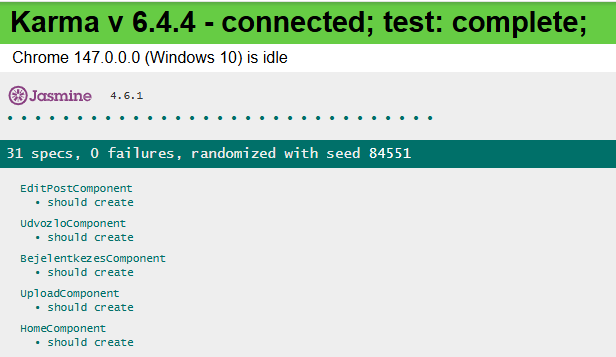 Karma v 6.4.4 - connected; test: complete;
Chrome 147.0.0.0 (Windows 10) is idle
Jasmine 4.6.1
• • • • • • • • • • • • • • • • • • • • • • • • • • • • • • •
31 specs, 0 failures, randomized with seed 84551
EditPostComponent
• should create
UdvozloComponent
• should create
BejelentkezesComponent
• should create
UploadComponent
• should create
HomeComponent
• should create